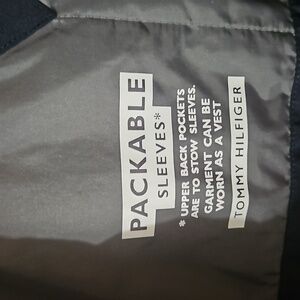 PACKABLE
SLEEVES*
* UPPER BACK POCKETS
ARE TO STOW SLEEVES.
GARMENT CAN BE
WORN AS A VEST
TOMMY HILFIGER